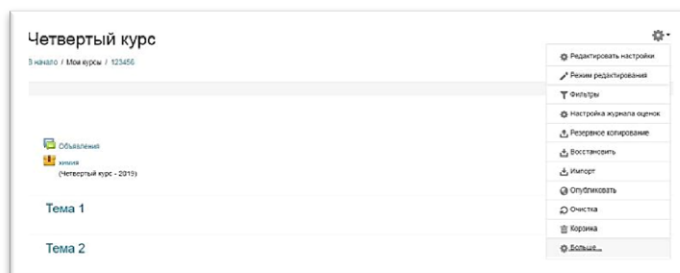 Четвертый курс
В начало / Мои курсы / 123456
Объявления
химия
(Четвертый курс - 2019)
Тема 1
Тема 2
Редактировать настройки
Режим редактирования
Фильтры
Настройка журнала оценок
Резервное копирование
Восстановить
Импорт
Опубликовать
Очистка
Корзина
Больше...